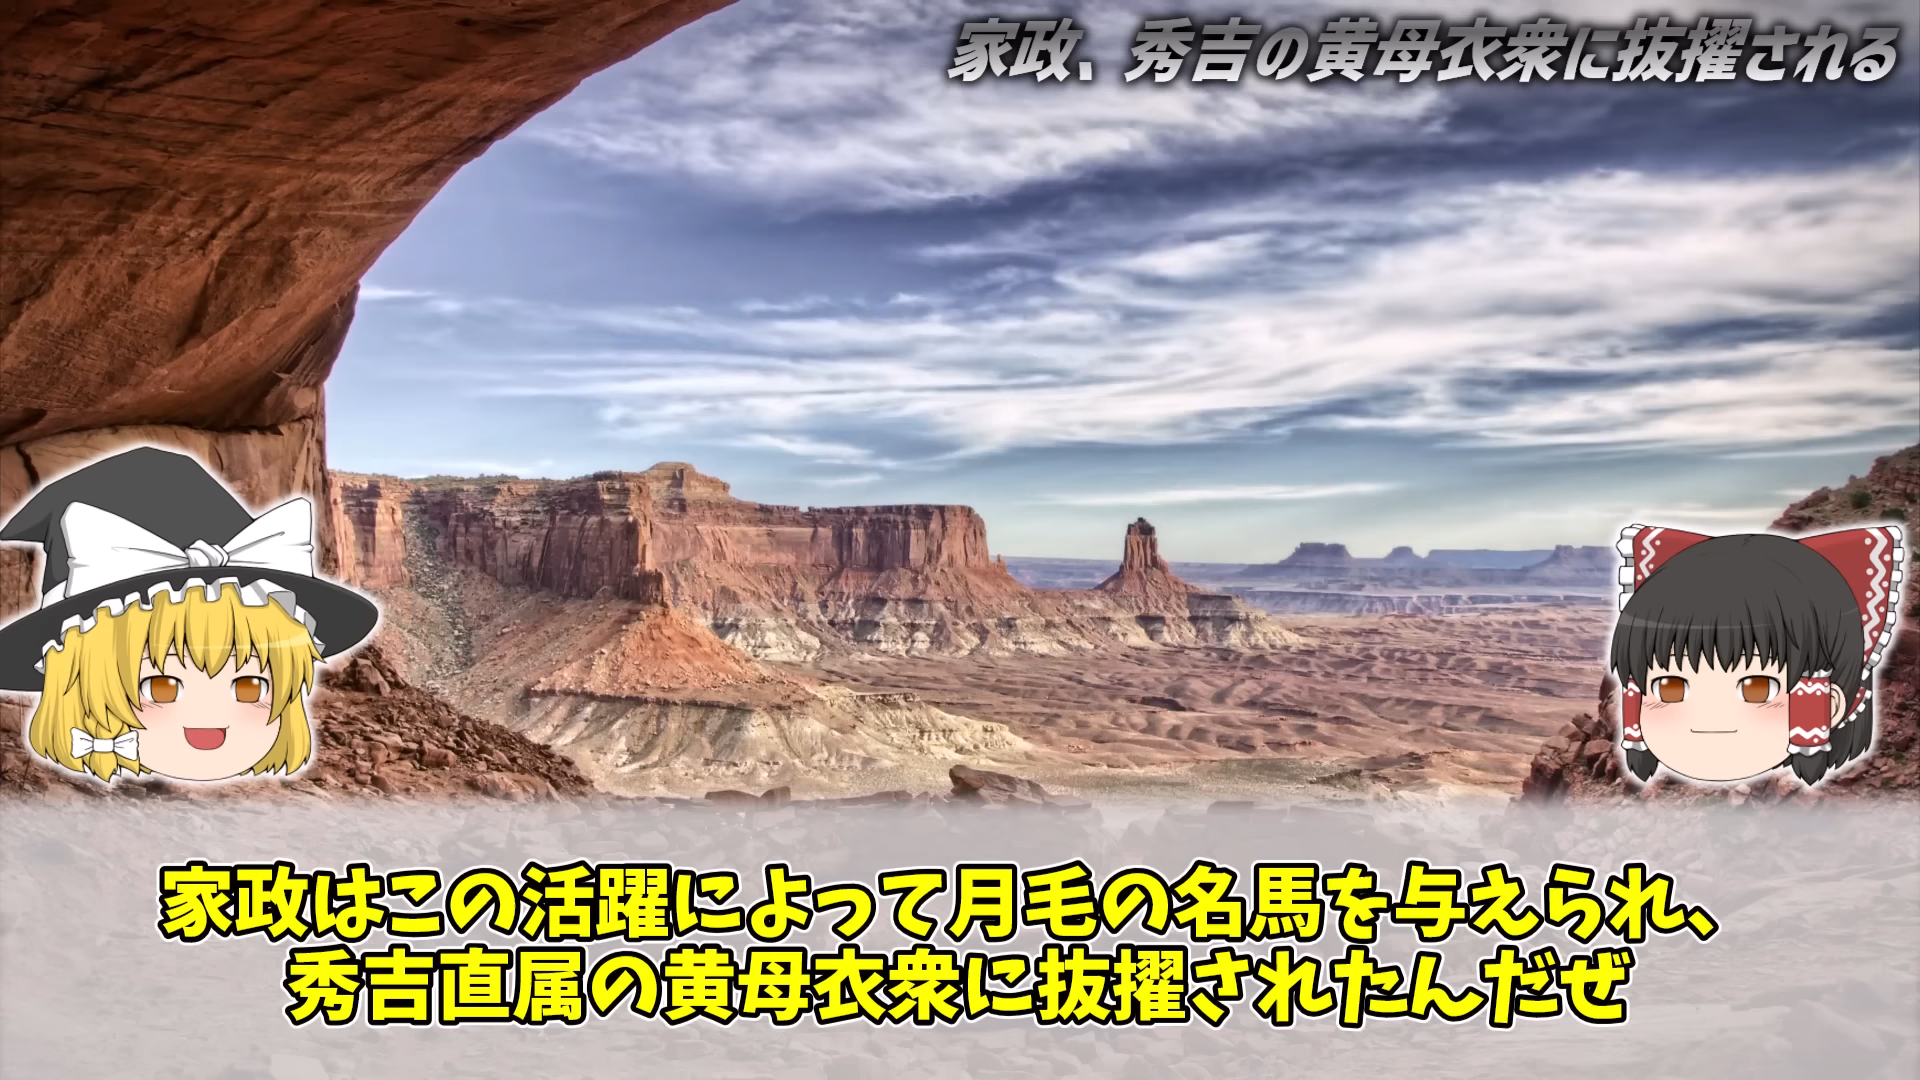 家政、秀吉の黄母衣衆に抜擢される
家政はこの活躍によって月毛の名馬を与えられ、
秀吉直属の黄母衣衆に抜擢されたんだぜ